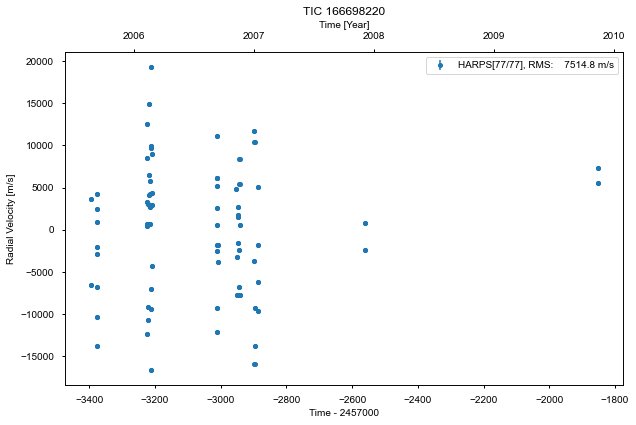 TIC 166698220
Time [Year]
2006 2007 2008 2009 2010
HARPS[77/77], RMS: 7514.8 m/s
Radial Velocity [m/s]
20000
15000
10000
5000
0
−5000
−10000
−15000
−3400 −3200 −3000 −2800 −2600 −2400 −2200 −2000 −1800
Time - 2457000